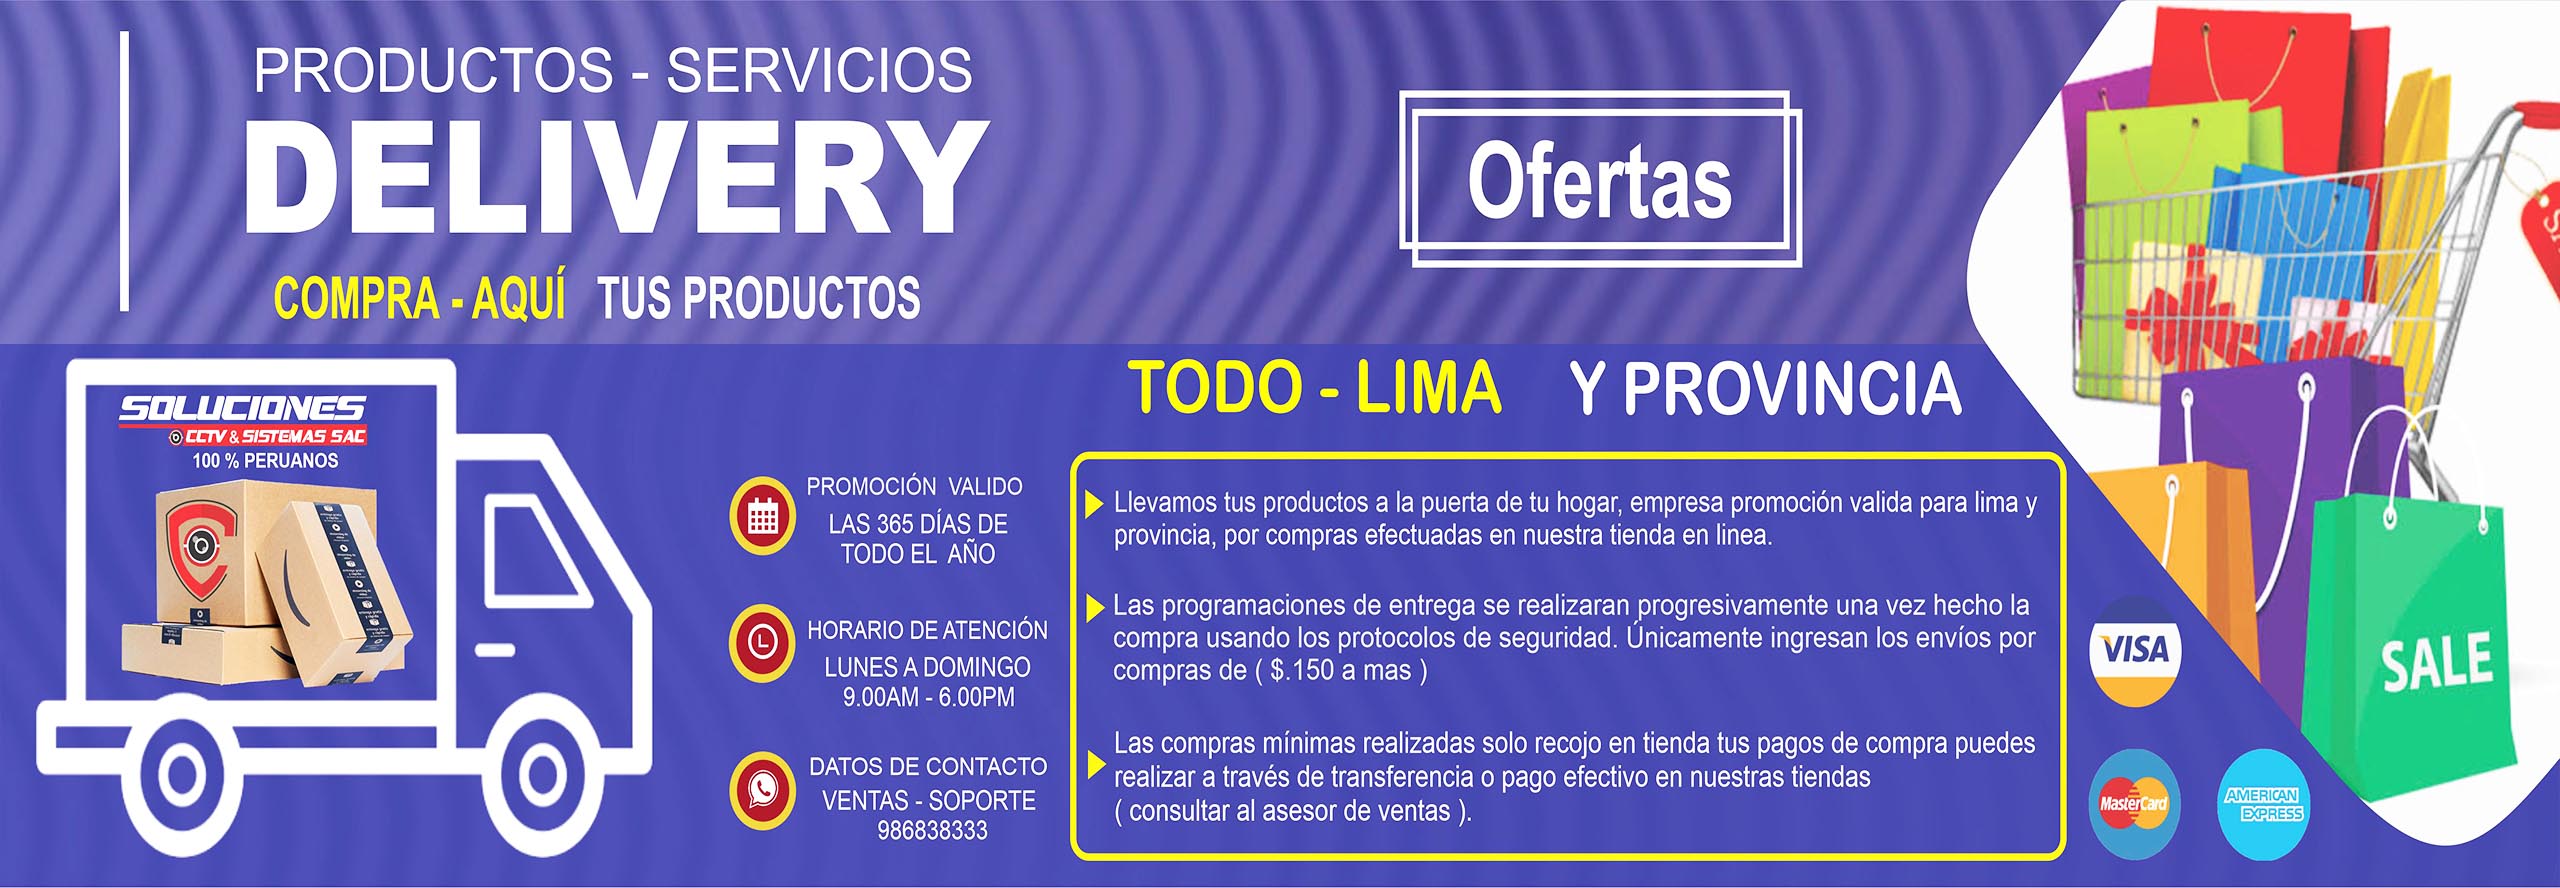 PRODUCTOS - SERVICIOS
DELIVERY
COMPRA - AQUÍ TUS PRODUCTOS
Ofertas
SOLUCIONES
CCTV & SISTEMAS SAC
100 % PERUANOS
PROMOCIÓN VALIDO
LAS 365 DÍAS DE
TODO EL AÑO
HORARIO DE ATENCIÓN
LUNES A DOMINGO
9.00AM - 6.00PM
DATOS DE CONTACTO
VENTAS - SOPORTE
986838333
TODO - LIMA Y PROVINCIA
Llevamos tus productos a la puerta de tu hogar, empresa promoción valida para lima y
provincia, por compras efectuadas en nuestra tienda en linea.
Las programaciones de entrega se realizaran progresivamente una vez hecho la
compra usando los protocolos de seguridad. Únicamente ingresan los envíos por
compras de ( $.150 a mas )
Las compras mínimas realizadas solo recojo en tienda tus pagos de compra puedes
realizar a través de transferencia o pago efectivo en nuestras tiendas
( consultar al asesor de ventas ).
VISA
MasterCard
AMERICAN
EXPRESS
SALE